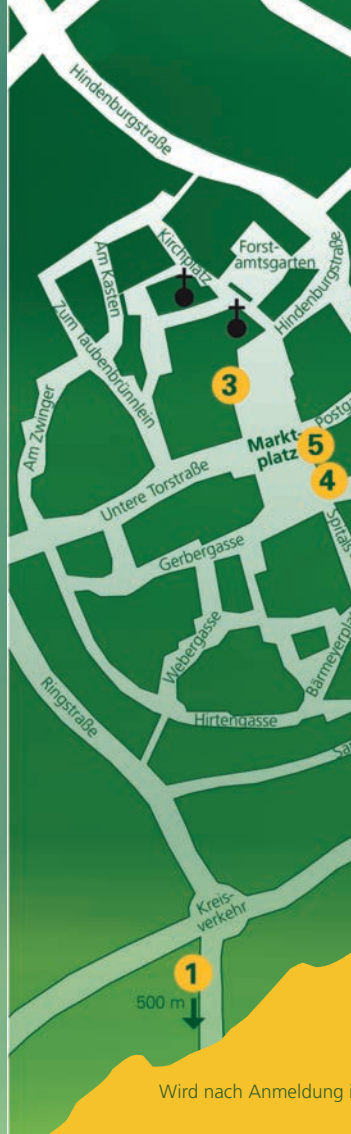 Hindenburgstraße
Kirchplatz
Forst-
amtsgarten
Am Kasten
Hindenburgstraße
Zum Taubenbrünnlein
3
Am Zwinger
Markt-
platz
5
4
Untere Torstraße
Gerbergasse
Webergasse
Ringstraße
Hirtengasse
Kreis-
verkehr
1
500 m
Wird nach Anmeldung